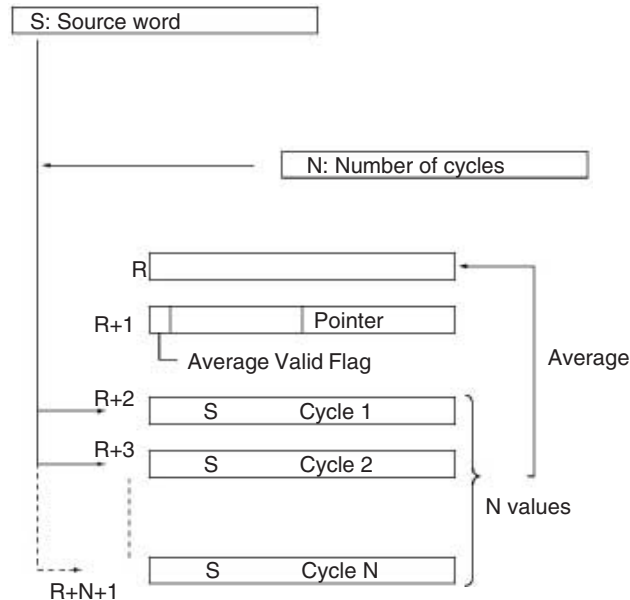 S: Source word
N: Number of cycles
R
R+1 Pointer
Average Valid Flag
Average
R+2 S Cycle 1
R+3 S Cycle 2
N values
S Cycle N
R+N+1